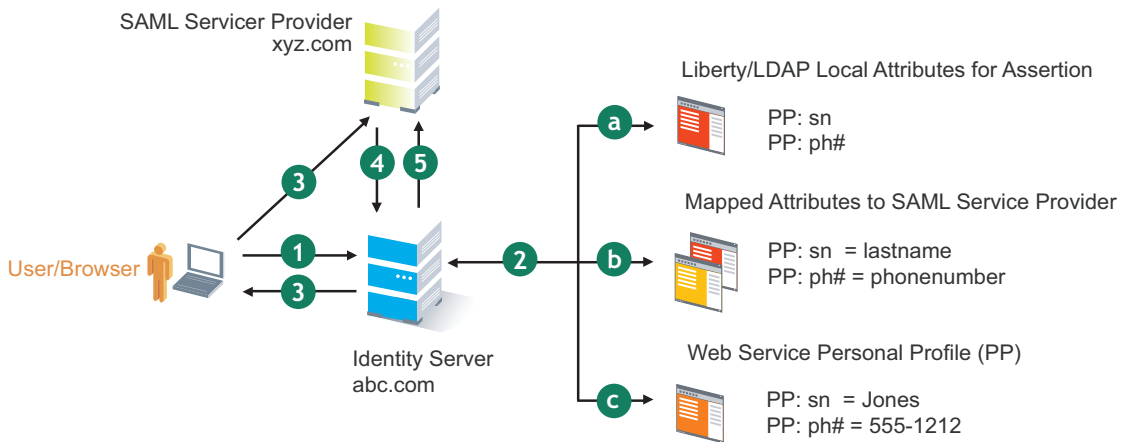 SAML Servicer Provider
xyz.com
Liberty/LDAP Local Attributes for Assertion
a
PP: sn
PP: ph#
4
5
3
Mapped Attributes to SAML Service Provider
User/Browser
1
2
b
PP: sn = lastname
PP: ph# = phonenumber
3
Identity Server
abc.com
Web Service Personal Profile (PP)
c
PP: sn = Jones
PP: ph# = 555-1212